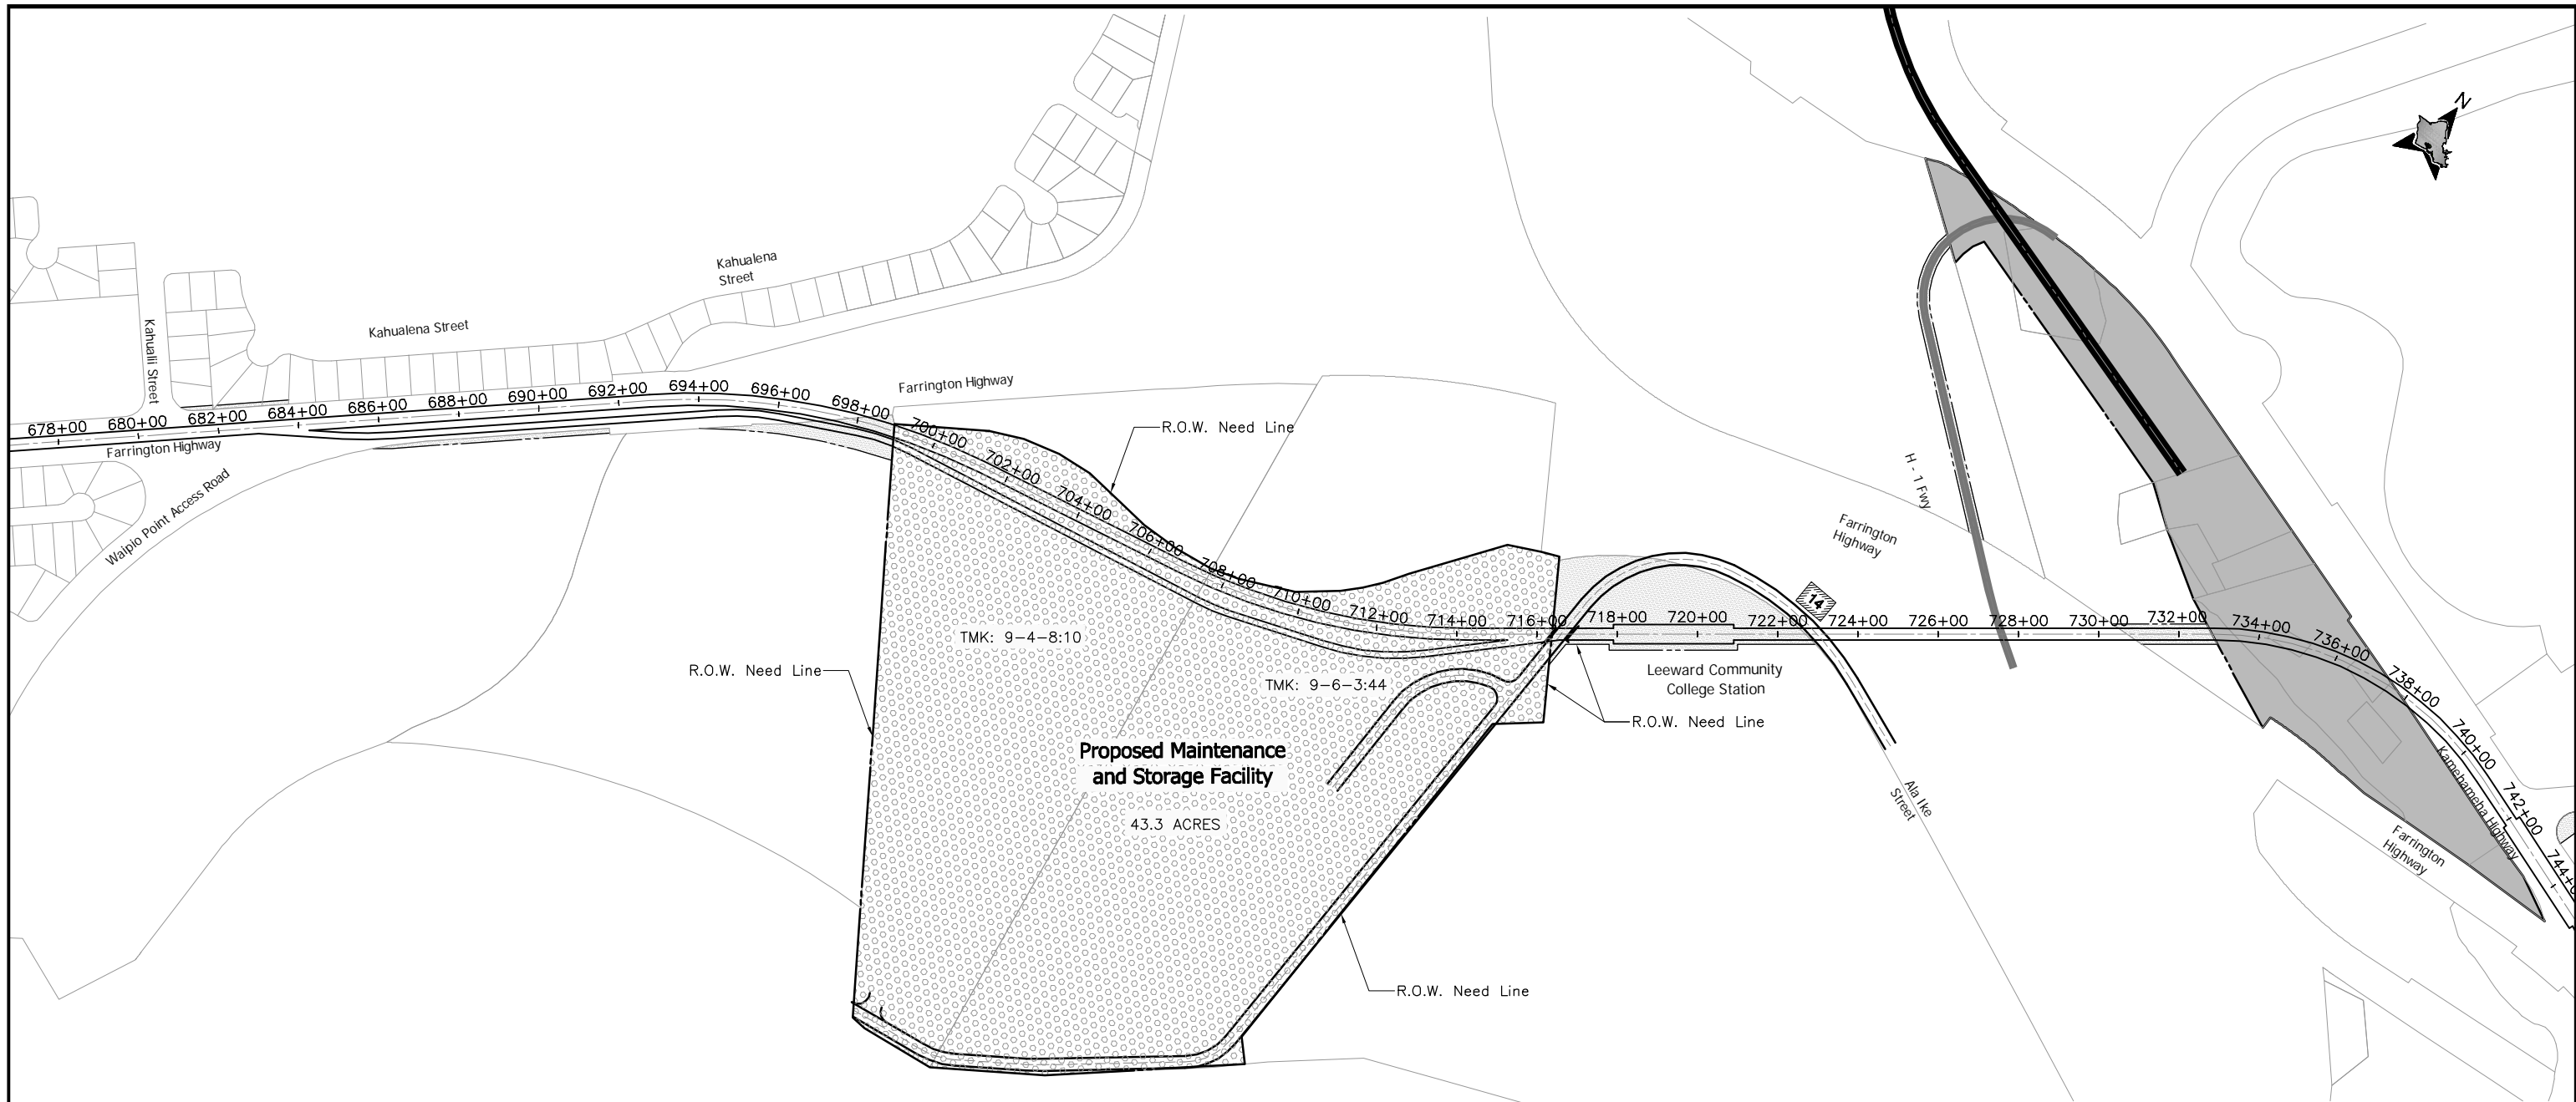 N
Kahualena
Street
Kahualena Street
Kahualii Street
Farrington Highway
678+00
680+00
682+00
684+00
686+00
688+00
690+00
692+00
694+00
696+00
698+00
700+00
702+00
704+00
706+00
708+00
710+00
712+00
714+00
716+00
718+00
720+00
722+00
724+00
726+00
728+00
730+00
732+00
734+00
736+00
738+00
740+00
742+00
Farrington Highway
Waipio Point Access Road
R.O.W. Need Line
H - 1 Fwy
Farrington
Highway
14
TMK: 9-4-8:10
R.O.W. Need Line
TMK: 9-6-3:44
Leeward Community
College Station
R.O.W. Need Line
Proposed Maintenance
and Storage Facility
43.3 ACRES
Ala Ike
Street
Kamehameha Highway
Farrington
Highway
R.O.W. Need Line